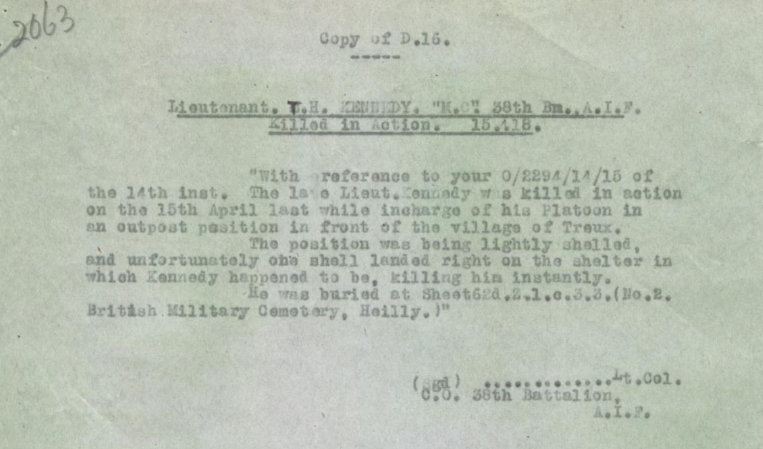 2063
Copy of D.15.
-----
Lieutenant. T.H. KENNEDY. "M.C". 38th Bn., A.I.F.
Killed in Action. 15.4.18.
"With reference to your 0/2294/14/15 of
the 14th inst. The late Lieut. Kennedy was killed in action
on the 15th April last while incharge of his Platoon in
an outpost position in front of the village of Treux.
The position was being lightly shelled,
and unfortunately one shell landed right on the shelter in
which Kennedy happened to be, killing him instantly.
He was buried at Sheet62d. 1.c.3.3.(No.2.
British Military Cemetery, Heilly.)"
(sgd) ..............Lt.Col.
C.O. 38th Battalion,
A.I.F.